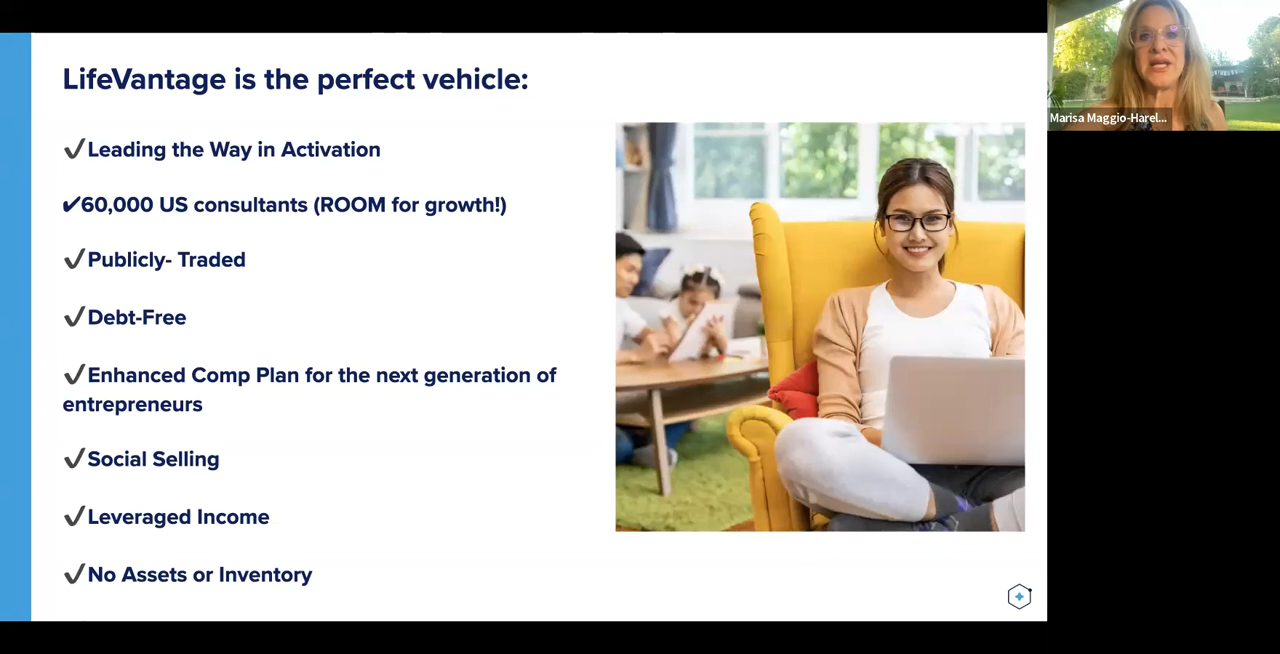 LifeVantage is the perfect vehicle:
✔Leading the Way in Activation
✔60,000 US consultants (ROOM for growth!)
✔Publicly- Traded
✔Debt-Free
✔Enhanced Comp Plan for the next generation of
entrepreneurs
✔Social Selling
✔Leveraged Income
✔No Assets or Inventory
Marisa Maggio-Harel...